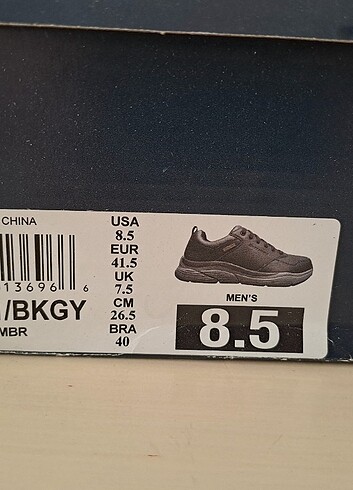 CHINA
13696 6
/BKGY
MBR
USA
8.5
EUR
41.5
UK
7.5
CM
26.5
BRA
40
MEN'S
8.5